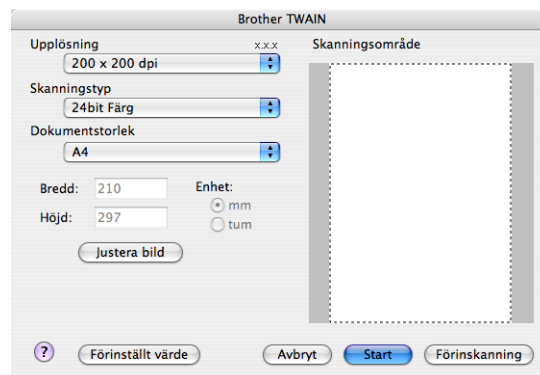 Brother TWAIN
Upplösning x.x.x
200 x 200 dpi
Skanningstyp
24bit Färg
Dokumentstorlek
A4
Bredd: 210
Höjd: 297
Enhet:
mm
tum
Justera bild
Skanningsområde
? Förinställt värde Avbryt Start Förinskanning